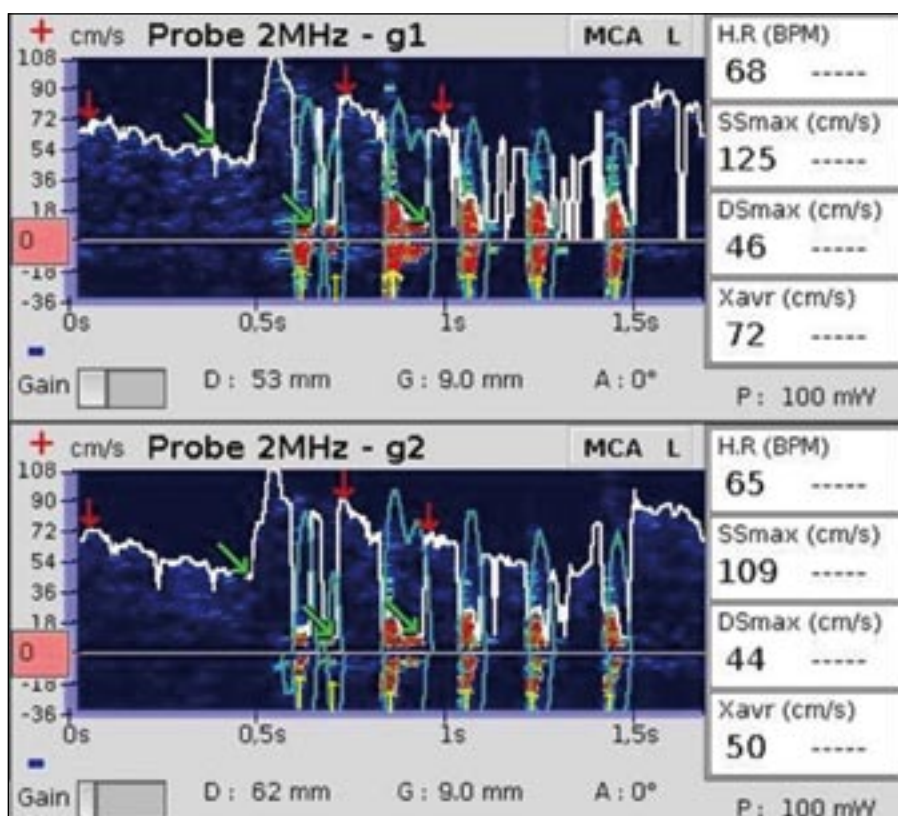 + cm/s Probe 2MHz - g1 MCA L
108
90
72
54
36
18
0
-18
-36
0s 0,5s 1s 1,5s
-
Gain D : 53 mm G : 9.0 mm A : 0°
H.R (BPM)
68 -----
SSmax (cm/s)
125 -----
DSmax (cm/s)
46 -----
Xavr (cm/s)
72 -----
P : 100 mW
+ cm/s Probe 2MHz - g2 MCA L
108
90
72
54
36
18
0
-18
-36
0s 0,5s 1s 1,5s
-
Gain D : 62 mm G : 9.0 mm A : 0°
H.R (BPM)
65 -----
SSmax (cm/s)
109 -----
DSmax (cm/s)
44 -----
Xavr (cm/s)
50 -----
P : 100 mW